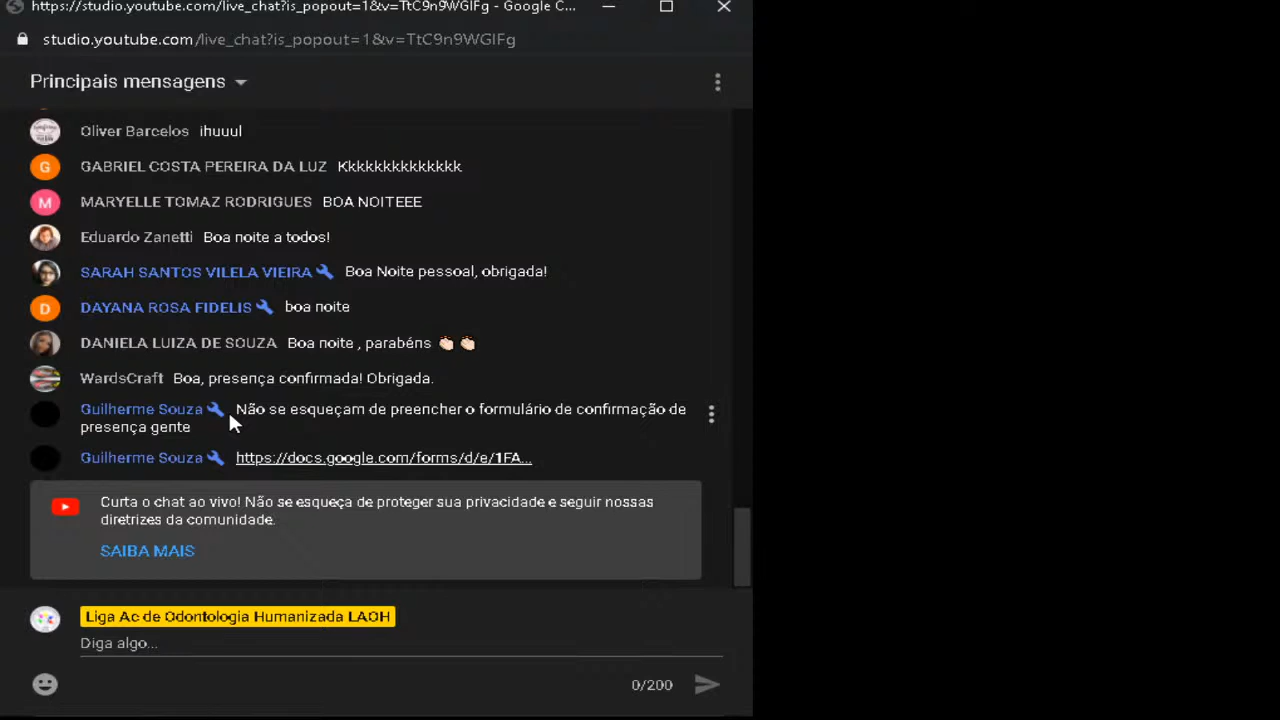 https://studio.youtube.com/live_chat?is_popout=1&v=TtC9n9WGIFg - Google C...
studio.youtube.com/live_chat?is_popout=1&v=TtC9n9WGIFg
Principais mensagens
Oliver Barcelos ihuuul
G GABRIEL COSTA PEREIRA DA LUZ Kkkkkkkkkkkkk
M MARYELLE TOMAZ RODRIGUES BOA NOITEEE
Eduardo Zanetti Boa noite a todos!
SARAH SANTOS VILELA VIEIRA Boa Noite pessoal, obrigada!
D DAYANA ROSA FIDELIS boa noite
DANIELA LUIZA DE SOUZA Boa noite , parabéns 👏🏻 👏🏻
WardsCraft Boa, presença confirmada! Obrigada.
Guilherme Souza Não se esqueçam de preencher o formulário de confirmação de
presença gente
Guilherme Souza https://docs.google.com/forms/d/e/1FA...
Curta o chat ao vivo! Não se esqueça de proteger sua privacidade e seguir nossas
diretrizes da comunidade.
SAIBA MAIS
Liga Ac de Odontologia Humanizada LAOH
Diga algo...
0/200